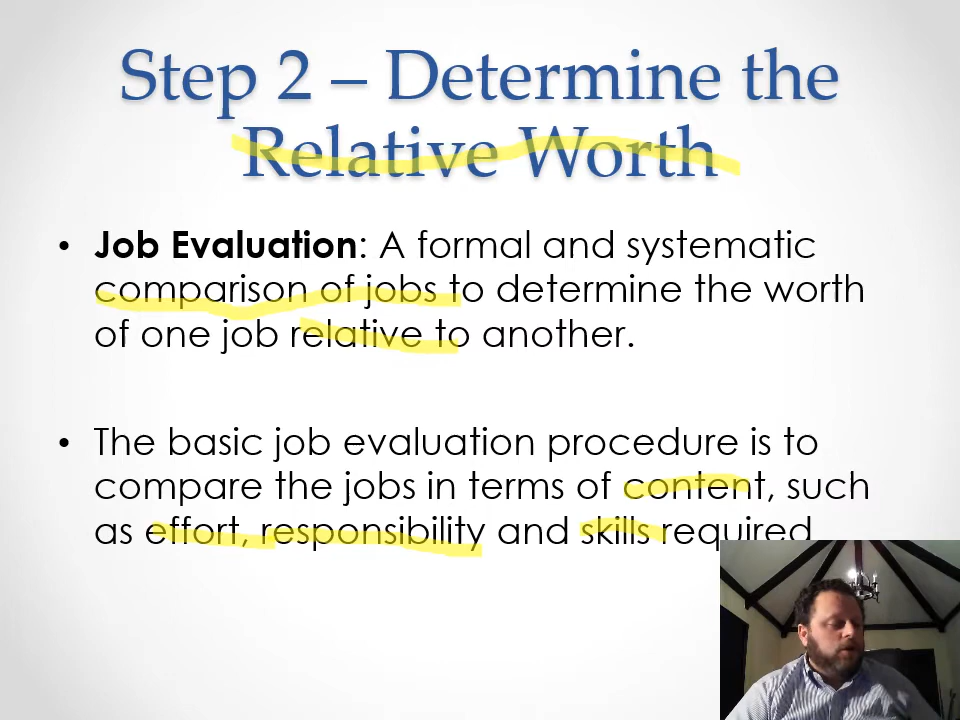 Step 2 – Determine the
Relative Worth
• Job Evaluation: A formal and systematic
comparison of jobs to determine the worth
of one job relative to another.
• The basic job evaluation procedure is to
compare the jobs in terms of content, such
as effort, responsibility and skills required